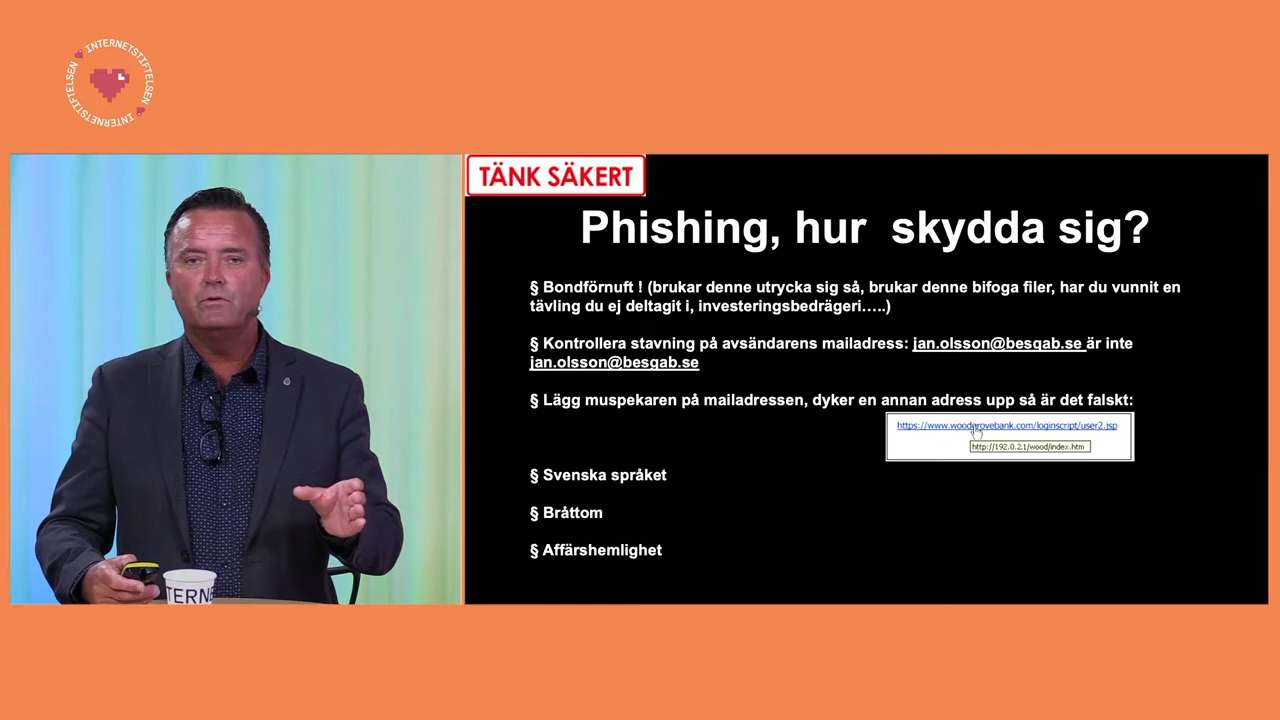 INTERNETSTIFTELSEN
INTERNETSTIFTELSEN
TÄNK SÄKERT
Phishing, hur  skydda sig?
§ Bondförnuft ! (brukar denne utrycka sig så, brukar denne bifoga filer, har du vunnit en
tävling du ej deltagit i, investeringsbedrägeri…..)
§ Kontrollera stavning på avsändarens mailadress: jan.olsson@besqab.se är inte
jan.olsson@besgab.se
§ Lägg muspekaren på mailadressen, dyker en annan adress upp så är det falskt:
https://www.woodgrovebank.com/loginscript/user2.jsp
http://192.0.2.1/wood/index.htm
§ Svenska språket
§ Bråttom
§ Affärshemlighet
TERNE